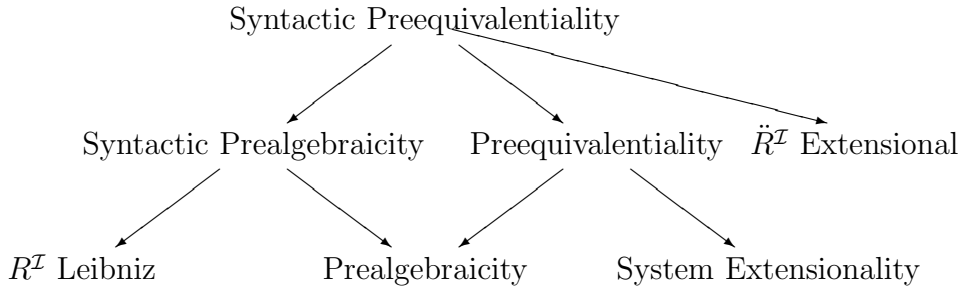 Syntactic Preequivalentiality
Syntactic Prealgebraicity Preequivalentiality R̈^ℐ Extensional
R^ℐ Leibniz Prealgebraicity System Extensionality